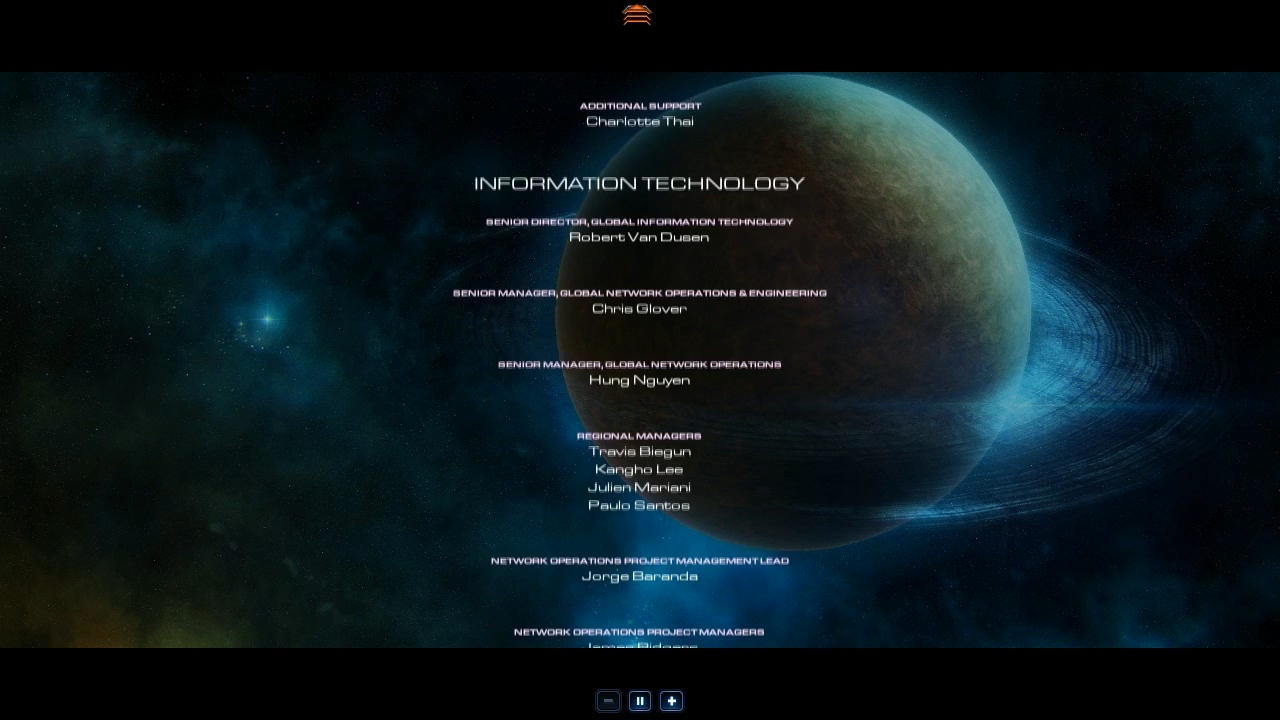 ADDITIONAL SUPPORT
Charlotte Thai
INFORMATION TECHNOLOGY
SENIOR DIRECTOR, GLOBAL INFORMATION TECHNOLOGY
Robert Van Dusen
SENIOR MANAGER, GLOBAL NETWORK OPERATIONS & ENGINEERING
Chris Glover
SENIOR MANAGER, GLOBAL NETWORK OPERATIONS
Hung Nguyen
REGIONAL MANAGERS
Travis Biegun
Kangho Lee
Julien Mariani
Paulo Santos
NETWORK OPERATIONS PROJECT MANAGEMENT LEAD
Jorge Baranda
NETWORK OPERATIONS PROJECT MANAGERS
James